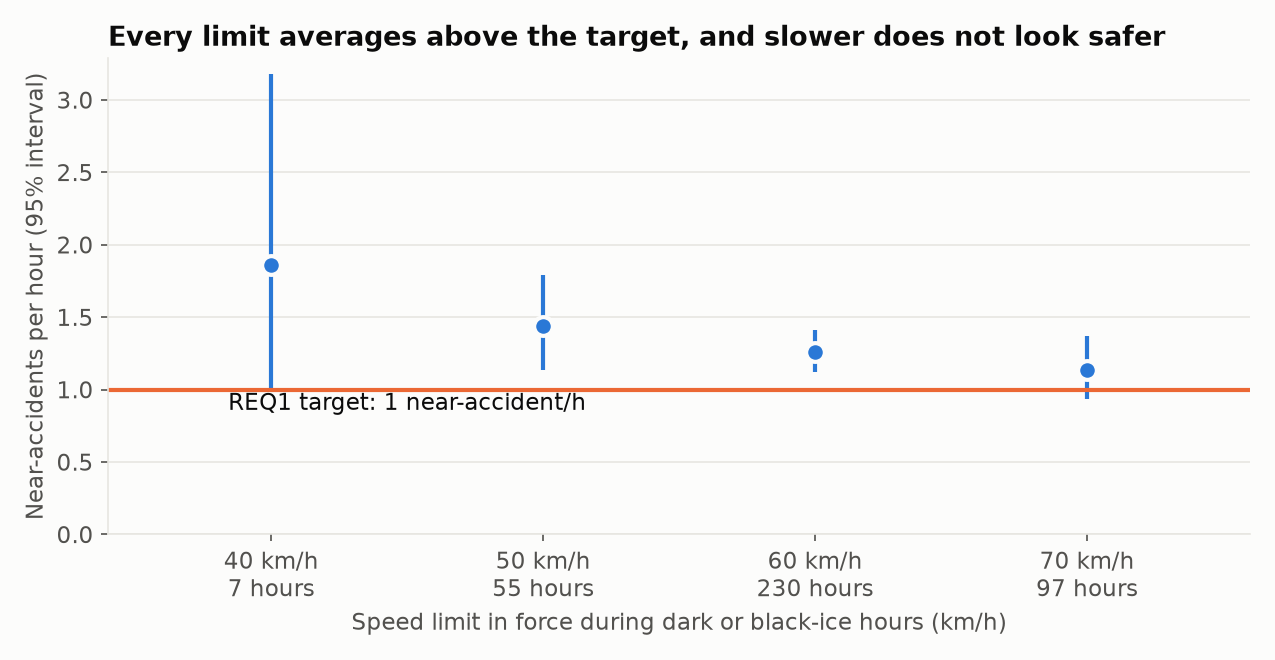 Every limit averages above the target, and slower does not look safer
Near-accidents per hour (95% interval)
3.0
2.5
2.0
1.5
1.0
0.5
0.0
REQ1 target: 1 near-accident/h
40 km/h
7 hours
50 km/h
55 hours
60 km/h
230 hours
70 km/h
97 hours
Speed limit in force during dark or black-ice hours (km/h)